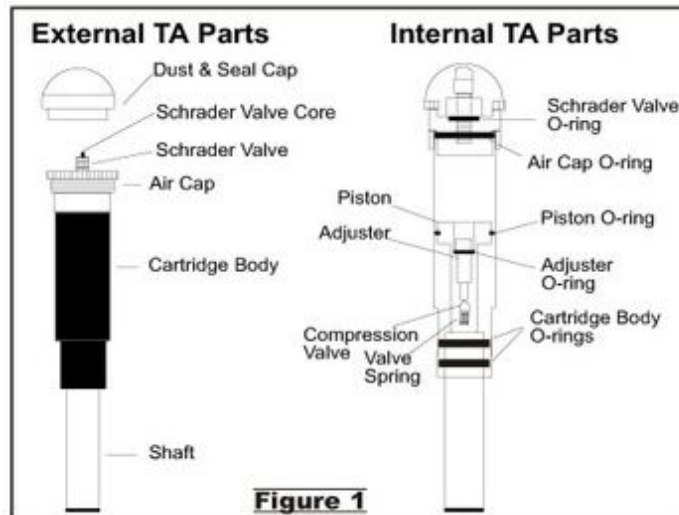 External TA Parts
Dust & Seal Cap
Schrader Valve Core
Schrader Valve
Air Cap
Cartridge Body
Shaft
Internal TA Parts
Schrader Valve
O-ring
Air Cap O-ring
Piston
Piston O-ring
Adjuster
Adjuster
O-ring
Compression
Valve
Valve
Spring
Cartridge Body
O-rings
Figure 1